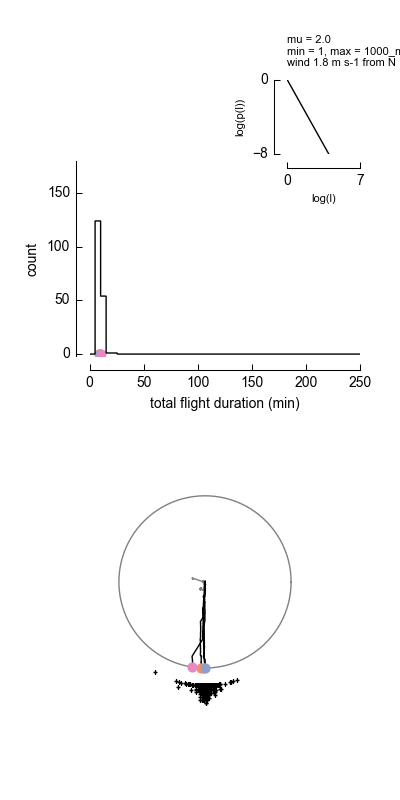 mu = 2.0
min = 1, max = 1000_m
wind 1.8 m s-1 from N
0
−8
log(p(l))
0 7
log(l)
150
100
50
0
count
0 50 100 150 200 250
total flight duration (min)